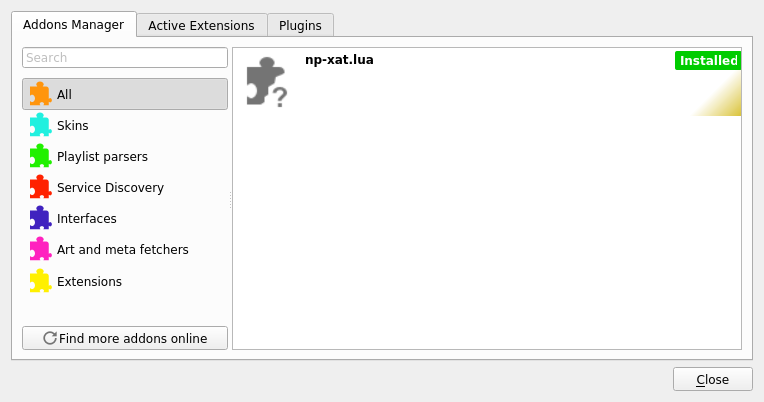 Addons Manager
Active Extensions
Plugins
Search
All
Skins
Playlist parsers
Service Discovery
Interfaces
Art and meta fetchers
Extensions
Find more addons online
np-xat.lua
?
Installed
Close